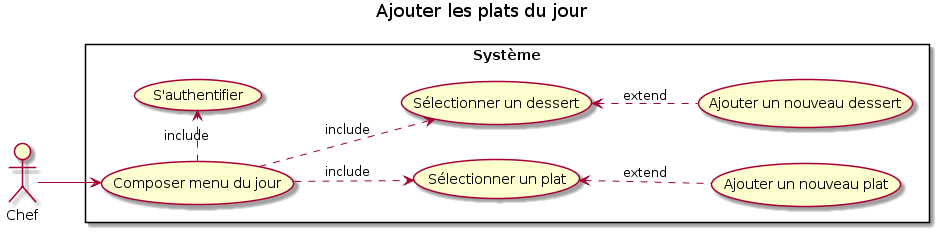 Ajouter les plats du jour
Système
S'authentifier
Sélectionner un dessert
extend
Ajouter un nouveau dessert
include
include
Chef
Composer menu du jour
include
Sélectionner un plat
extend
Ajouter un nouveau plat